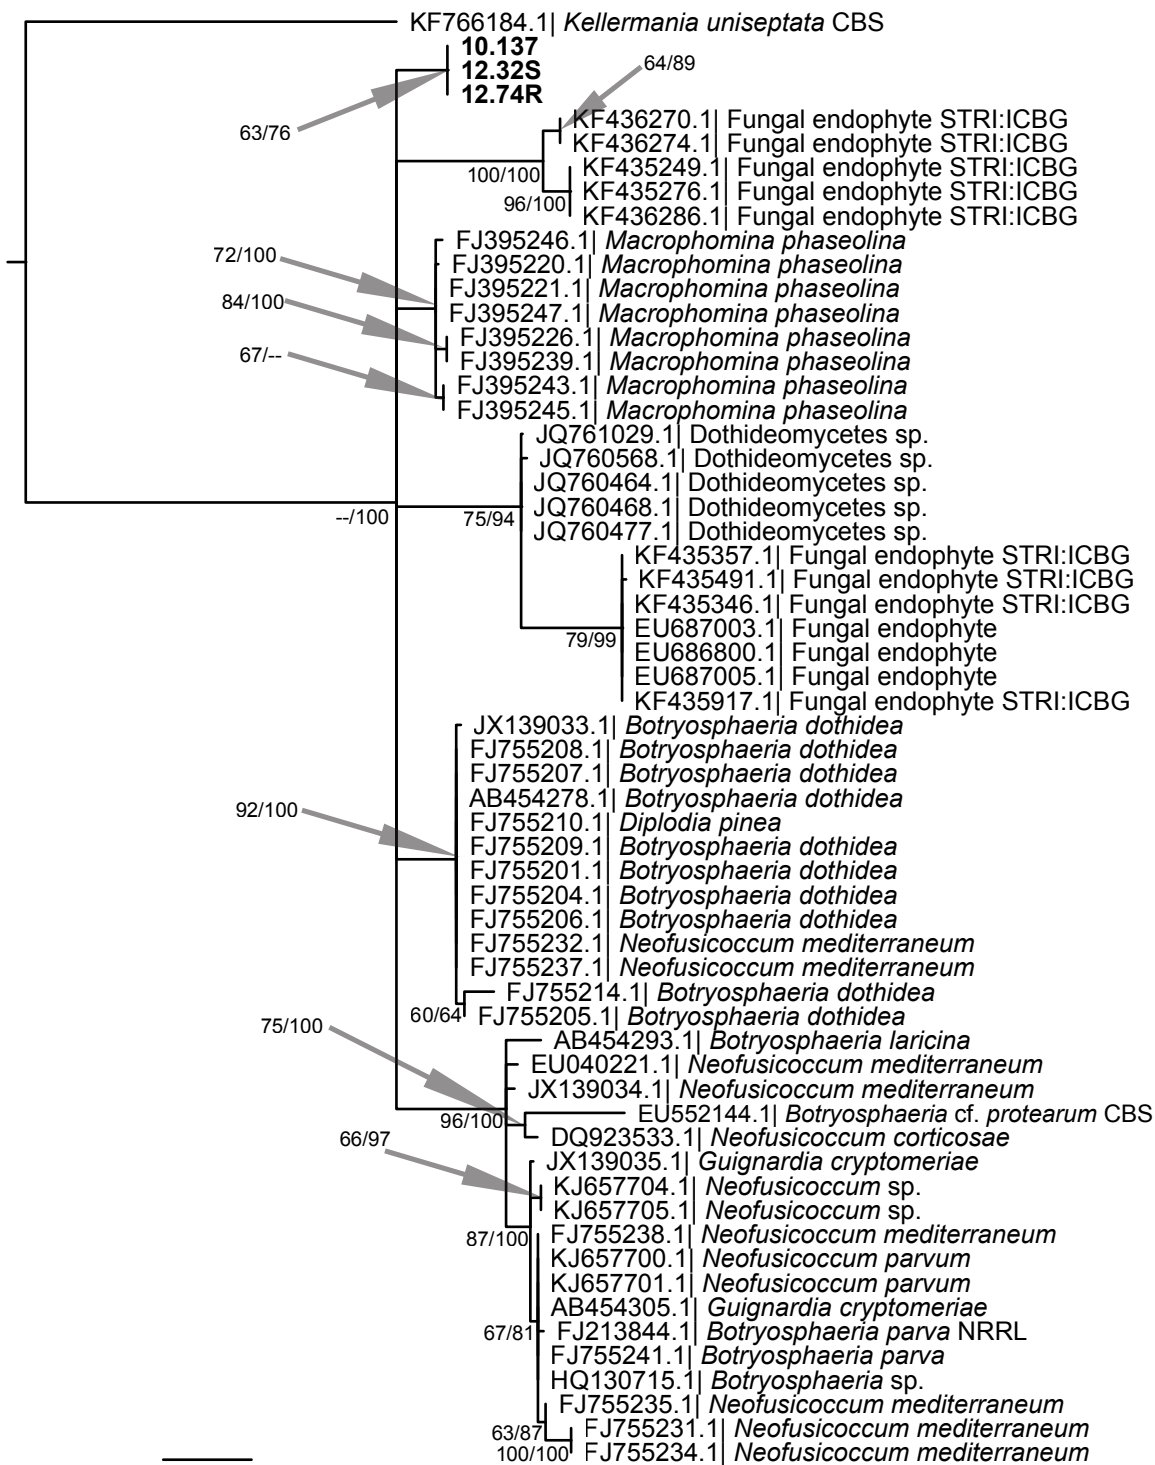 KF766184.1| Kellermania uniseptata CBS
10.137
12.32S
64/89
12.74R
KF436270.1| Fungal endophyte STRI:ICBG
63/76
KF436274.1| Fungal endophyte STRI:ICBG
KF435249.1| Fungal endophyte STRI:ICBG
100/100
KF435276.1| Fungal endophyte STRI:ICBG
96/100
KF436286.1| Fungal endophyte STRI:ICBG
FJ395246.1| Macrophomina phaseolina
72/100
FJ395220.1| Macrophomina phaseolina
FJ395221.1| Macrophomina phaseolina
84/100
FJ395247.1| Macrophomina phaseolina
FJ395226.1| Macrophomina phaseolina
67/--
FJ395239.1| Macrophomina phaseolina
FJ395243.1| Macrophomina phaseolina
FJ395245.1| Macrophomina phaseolina
JQ761029.1| Dothideomycetes sp.
JQ760568.1| Dothideomycetes sp.
JQ760464.1| Dothideomycetes sp.
JQ760468.1| Dothideomycetes sp.
--/100
75/94
JQ760477.1| Dothideomycetes sp.
KF435357.1| Fungal endophyte STRI:ICBG
KF435491.1| Fungal endophyte STRI:ICBG
KF435346.1| Fungal endophyte STRI:ICBG
EU687003.1| Fungal endophyte
79/99
EU686800.1| Fungal endophyte
EU687005.1| Fungal endophyte
KF435917.1| Fungal endophyte STRI:ICBG
JX139033.1| Botryosphaeria dothidea
FJ755208.1| Botryosphaeria dothidea
FJ755207.1| Botryosphaeria dothidea
AB454278.1| Botryosphaeria dothidea
92/100
FJ755210.1| Diplodia pinea
FJ755209.1| Botryosphaeria dothidea
FJ755201.1| Botryosphaeria dothidea
FJ755204.1| Botryosphaeria dothidea
FJ755206.1| Botryosphaeria dothidea
FJ755232.1| Neofusicoccum mediterraneum
FJ755237.1| Neofusicoccum mediterraneum
FJ755214.1| Botryosphaeria dothidea
60/64
FJ755205.1| Botryosphaeria dothidea
75/100
AB454293.1| Botryosphaeria laricina
EU040221.1| Neofusicoccum mediterraneum
JX139034.1| Neofusicoccum mediterraneum
EU552144.1| Botryosphaeria cf. protearum CBS
96/100
DQ923533.1| Neofusicoccum corticosae
66/97
JX139035.1| Guignardia cryptomeriae
KJ657704.1| Neofusicoccum sp.
KJ657705.1| Neofusicoccum sp.
FJ755238.1| Neofusicoccum mediterraneum
87/100
KJ657700.1| Neofusicoccum parvum
KJ657701.1| Neofusicoccum parvum
AB454305.1| Guignardia cryptomeriae
67/81
FJ213844.1| Botryosphaeria parva NRRL
FJ755241.1| Botryosphaeria parva
HQ130715.1| Botryosphaeria sp.
FJ755235.1| Neofusicoccum mediterraneum
63/87
FJ755231.1| Neofusicoccum mediterraneum
100/100
FJ755234.1| Neofusicoccum mediterraneum